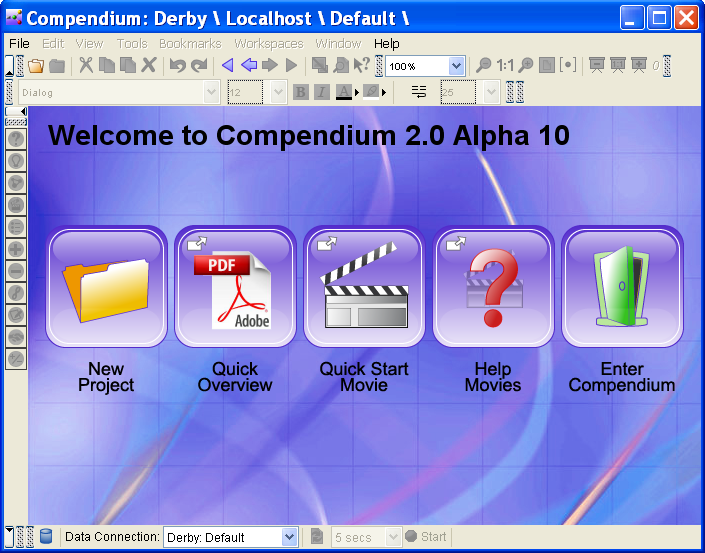 Compendium: Derby \ Localhost \ Default \
File Edit View Tools Bookmarks Workspaces Window Help
1:1 100% 0
Dialog 12 B I A 25
Welcome to Compendium 2.0 Alpha 10
PDF
Adobe
New Project
Quick Overview
Quick Start Movie
Help Movies
Enter Compendium
Data Connection: Derby: Default 5 secs Start